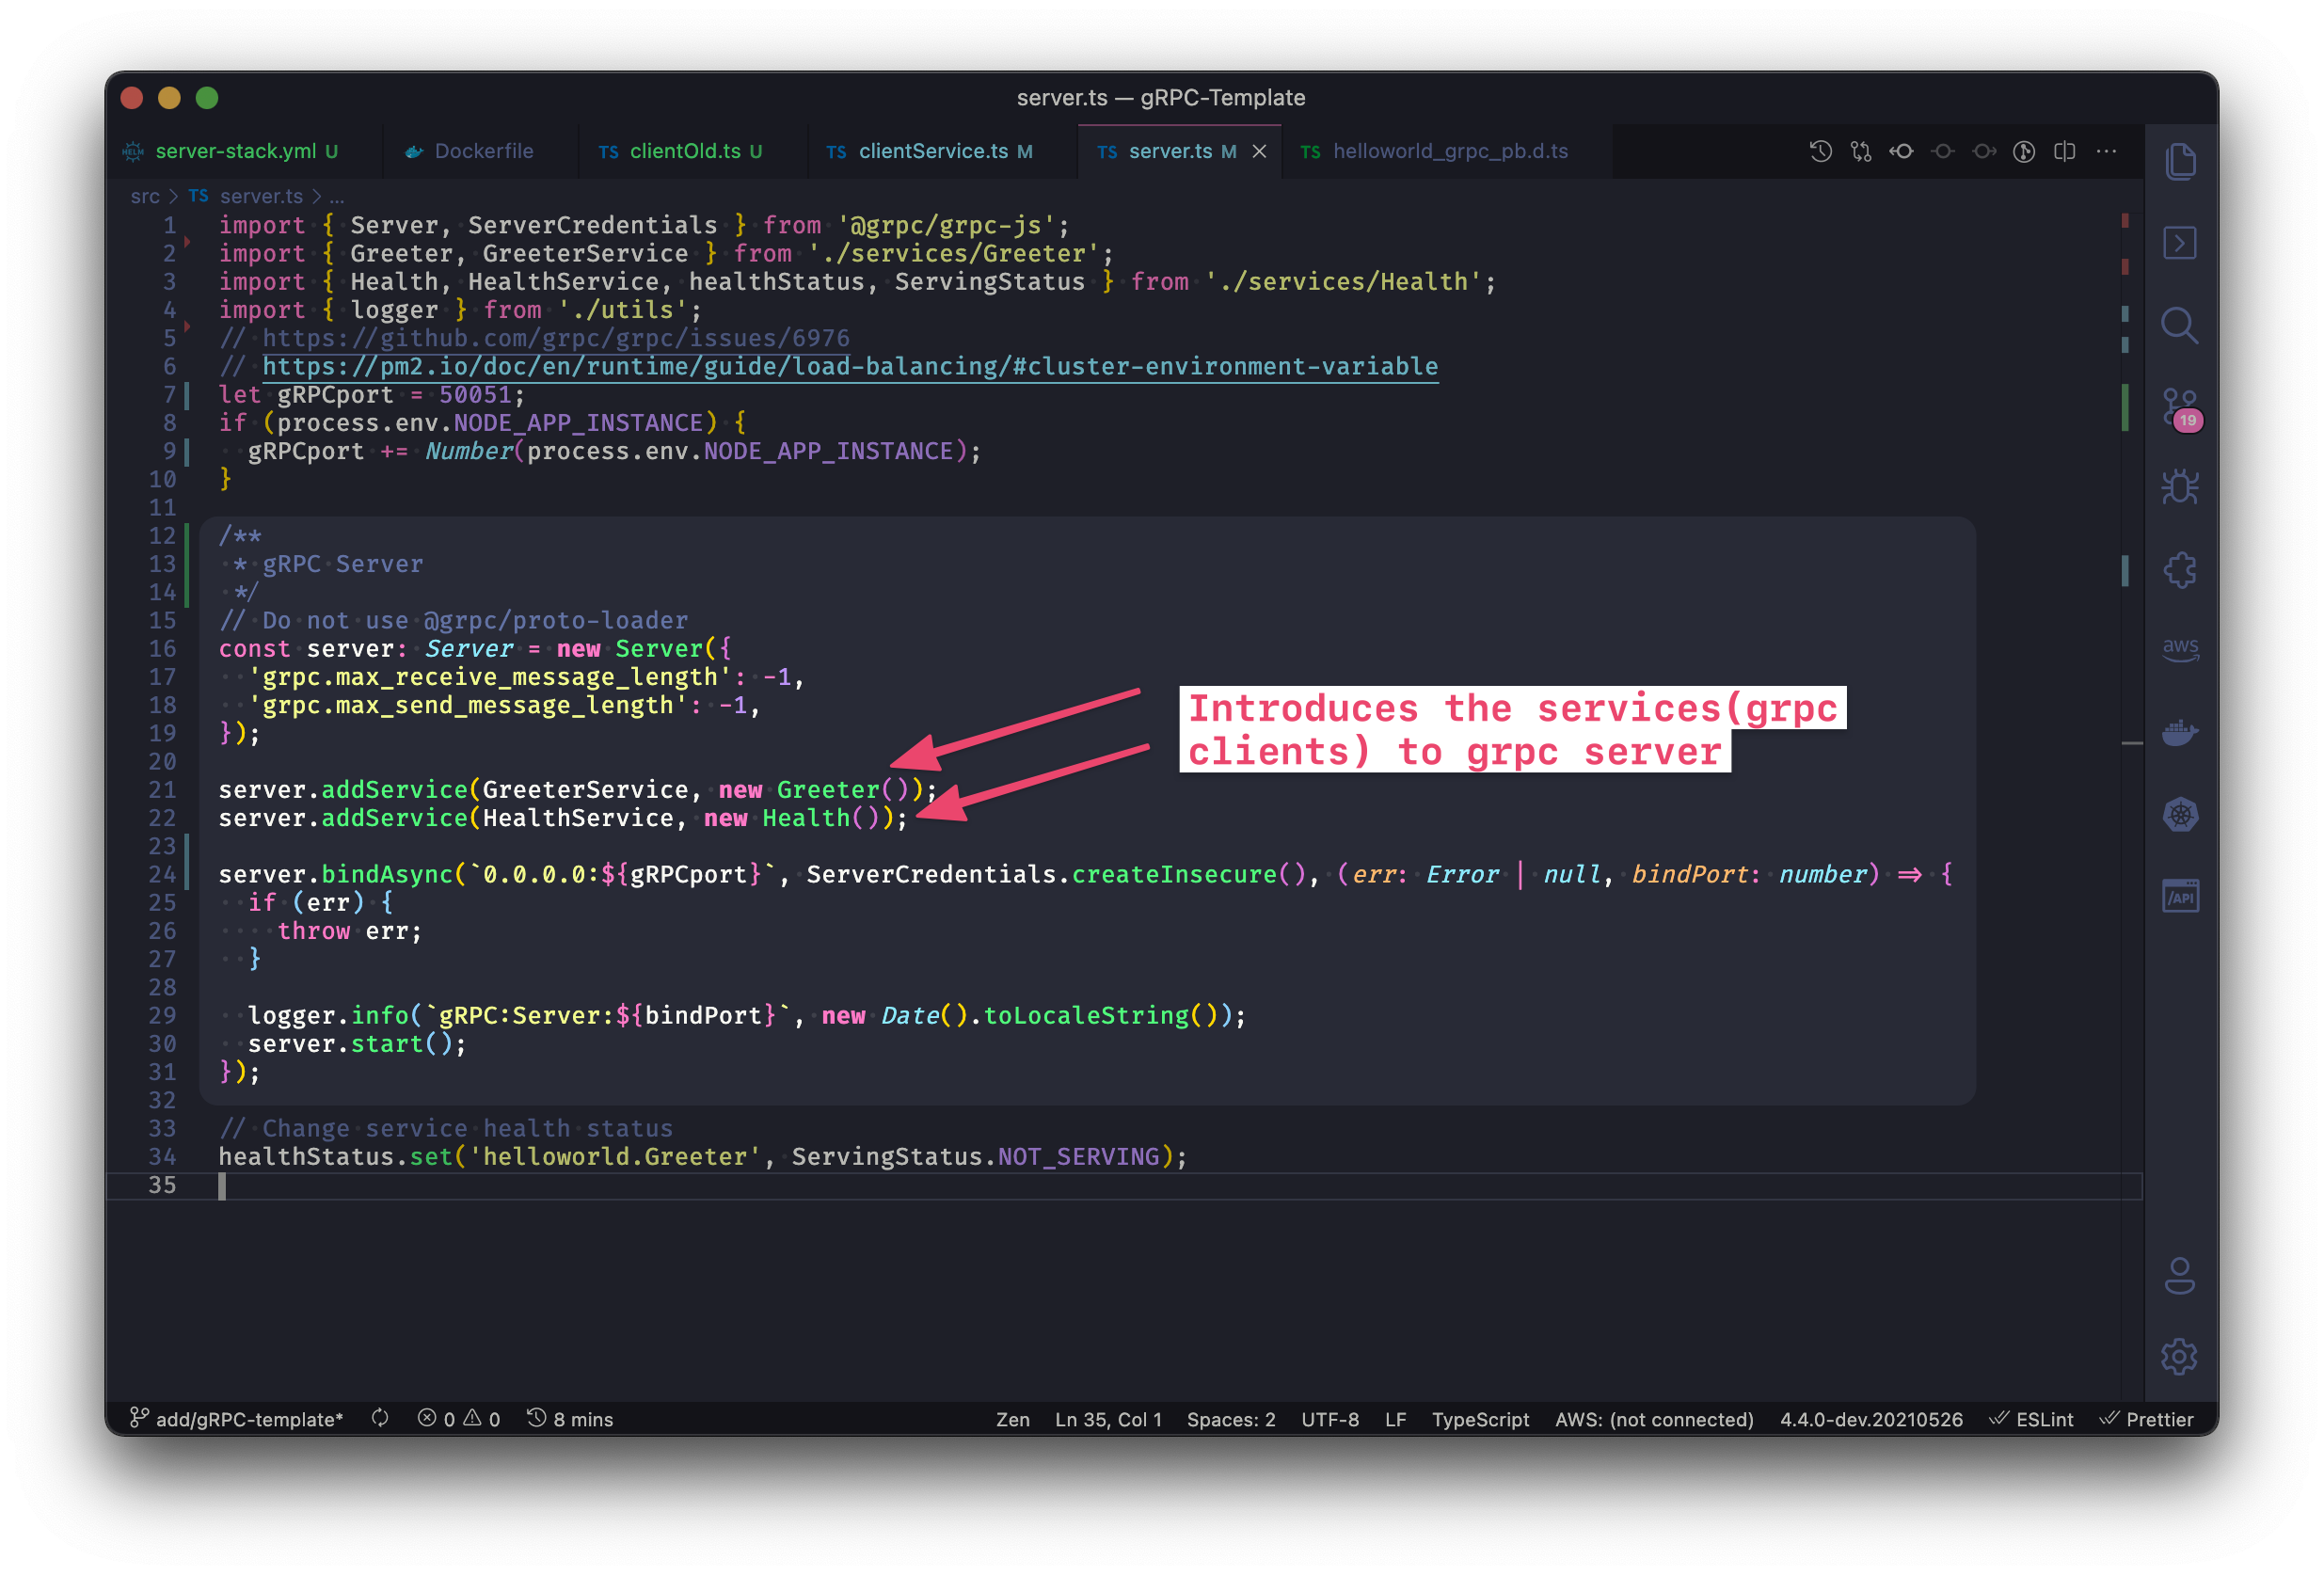 server.ts — gRPC-Template
HELM server-stack.yml U Dockerfile TS clientOld.ts U TS clientService.ts M TS server.ts M TS helloworld_grpc_pb.d.ts
src > TS server.ts > ...
1 import { Server, ServerCredentials } from '@grpc/grpc-js';
2 import { Greeter, GreeterService } from './services/Greeter';
3 import { Health, HealthService, healthStatus, ServingStatus } from './services/Health';
4 import { logger } from './utils';
5 // https://github.com/grpc/grpc/issues/6976
6 // https://pm2.io/doc/en/runtime/guide/load-balancing/#cluster-environment-variable
7 let gRPCport = 50051;
8 if (process.env.NODE_APP_INSTANCE) {
9 gRPCport += Number(process.env.NODE_APP_INSTANCE);
10 }
11
12 /**
13 * gRPC Server
14 */
15 // Do not use @grpc/proto-loader
16 const server: Server = new Server({
17 'grpc.max_receive_message_length': -1,
18 'grpc.max_send_message_length': -1,
19 });
20
21 server.addService(GreeterService, new Greeter());
22 server.addService(HealthService, new Health());
23
24 server.bindAsync(`0.0.0.0:${gRPCport}`, ServerCredentials.createInsecure(), (err: Error | null, bindPort: number) => {
25 if (err) {
26 throw err;
27 }
28
29 logger.info(`gRPC:Server:${bindPort}`, new Date().toLocaleString());
30 server.start();
31 });
32
33 // Change service health status
34 healthStatus.set('helloworld.Greeter', ServingStatus.NOT_SERVING);
35
Introduces the services(grpc
clients) to grpc server
19
aws
/API
add/gRPC-template* 0 0 8 mins Zen Ln 35, Col 1 Spaces: 2 UTF-8 LF TypeScript AWS: (not connected) 4.4.0-dev.20210526 ESLint Prettier